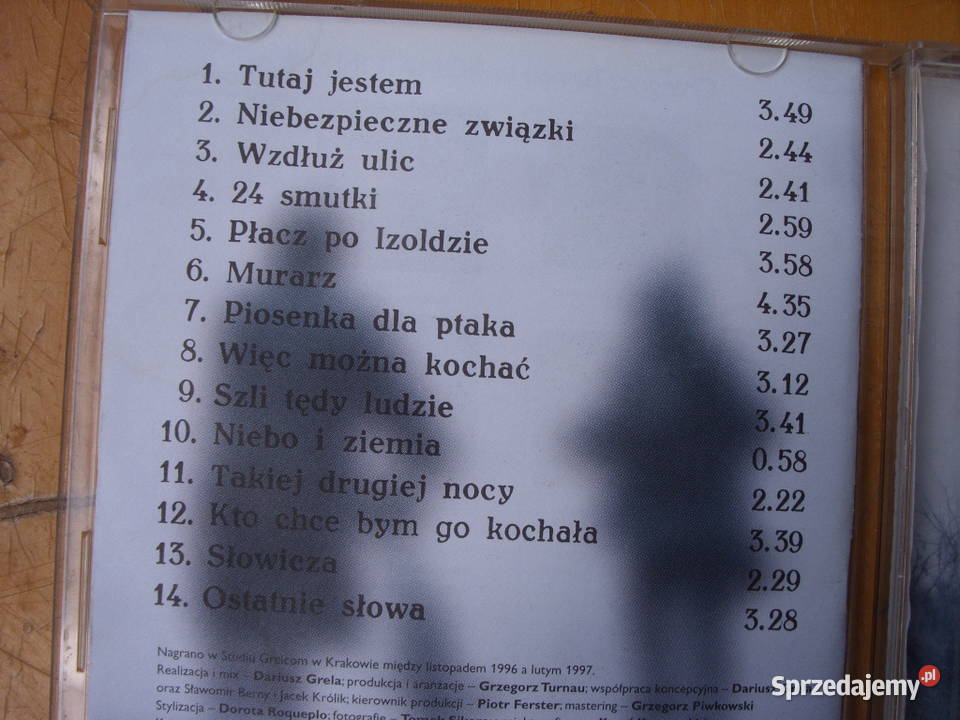 1. Tutaj jestem 3.49
2. Niebezpieczne związki 2.44
3. Wzdłuż ulic 2.41
4. 24 smutki 2.59
5. Płacz po Izoldzie 3.58
6. Murarz 4.35
7. Piosenka dla ptaka 3.27
8. Więc można kochać 3.12
9. Szli tędy ludzie 3.41
10. Niebo i ziemia 0.58
11. Takiej drugiej nocy 2.22
12. Kto chce bym go kochała 3.39
13. Słowicza 2.29
14. Ostatnie słowa 3.28
Nagrano w Studiu Greicom w Krakowie między listopadem 1996 a lutym 1997.
Realizacja i mix – Dariusz Grela; produkcja i aranżacje – Grzegorz Turnau; współpraca koncepcyjna – Dariusz
oraz Sławomir Berny i Jacek Królik; kierownik produkcji – Piotr Ferster; mastering – Grzegorz Piwkowski
Stylizacja – Dorota Roqueplo; fotografie –
Sprzedajemy.pl